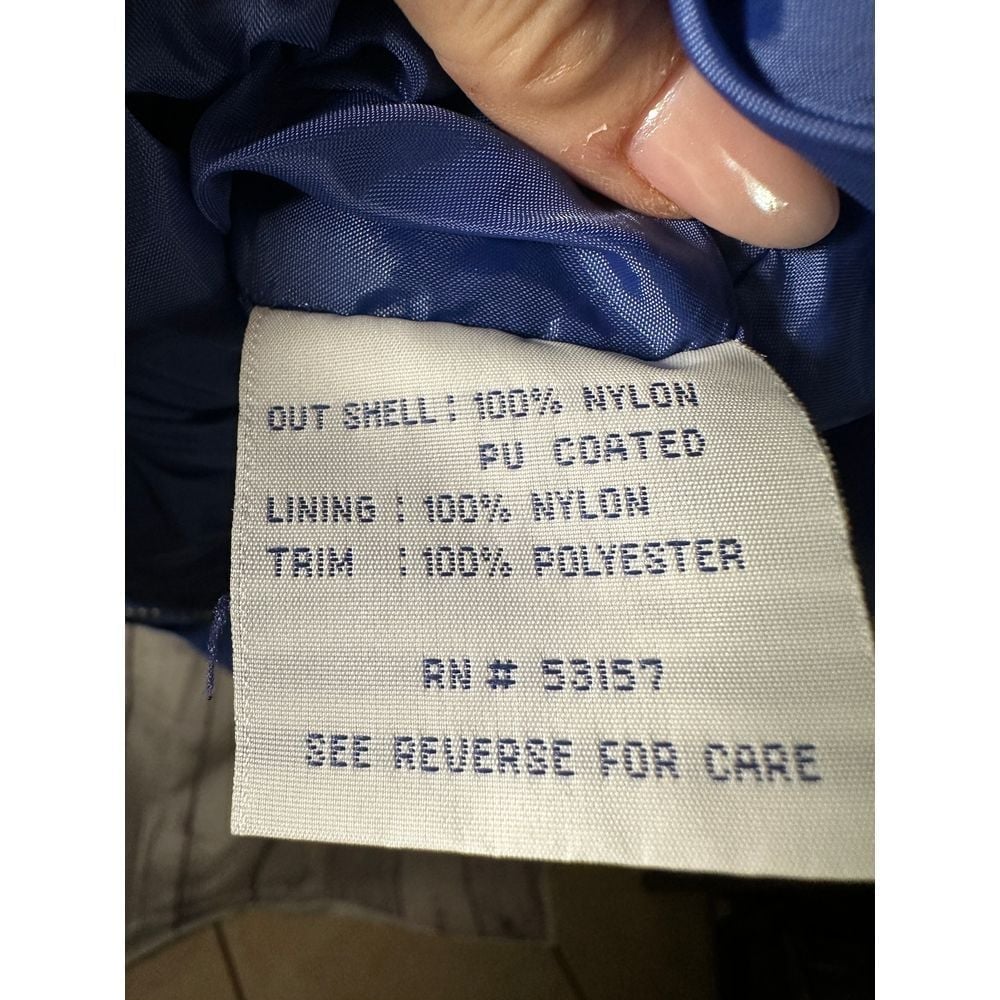 OUT SHELL : 100% NYLON
PU COATED
LINING : 100% NYLON
TRIM : 100% POLYESTER
RN # 53157
SEE REVERSE FOR CARE